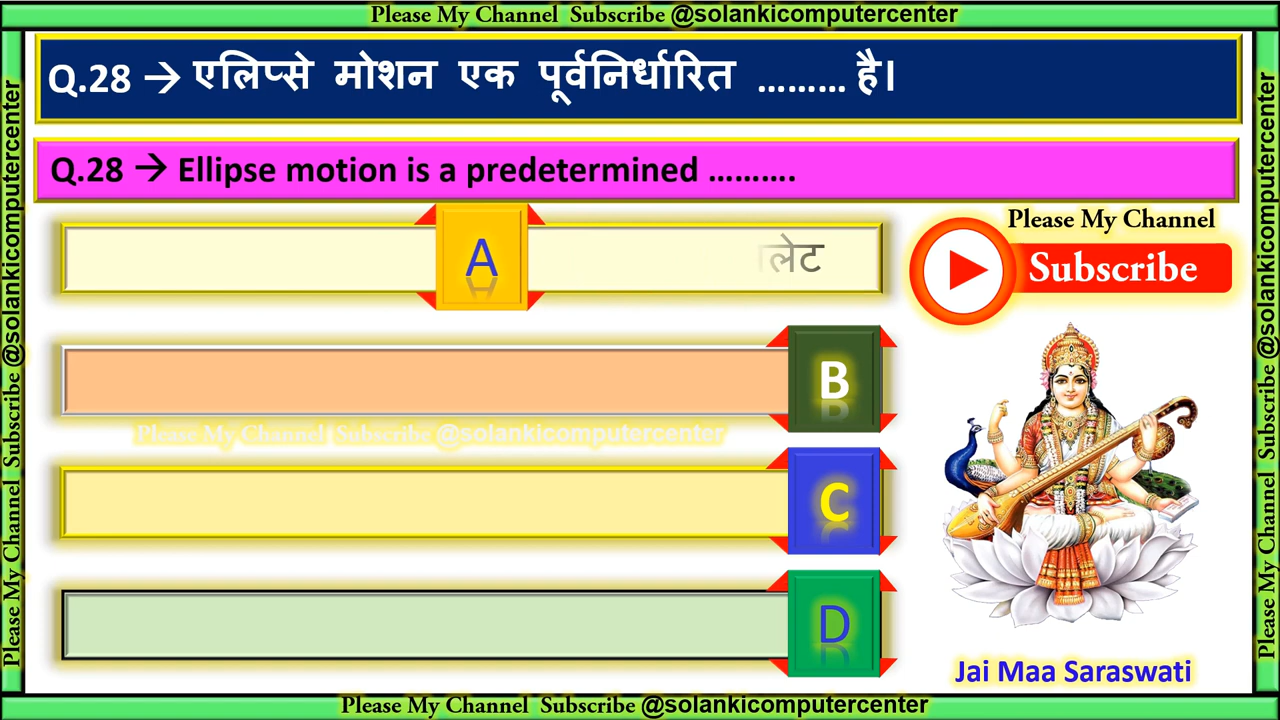 Please My Channel Subscribe @solankicomputercenter
Q.28 → एलिप्से मोशन एक पूर्वनिर्धारित ……… है।
Q.28 → Ellipse motion is a predetermined ……….
A
Please My Channel
Subscribe
B
Please My Channel Subscribe @solankicomputercenter
C
D
Jai Maa Saraswati
Please My Channel Subscribe @solankicomputercenter
Please My Channel Subscribe @solankicomputercenter
Please My Channel Subscribe @solankicomputercenter